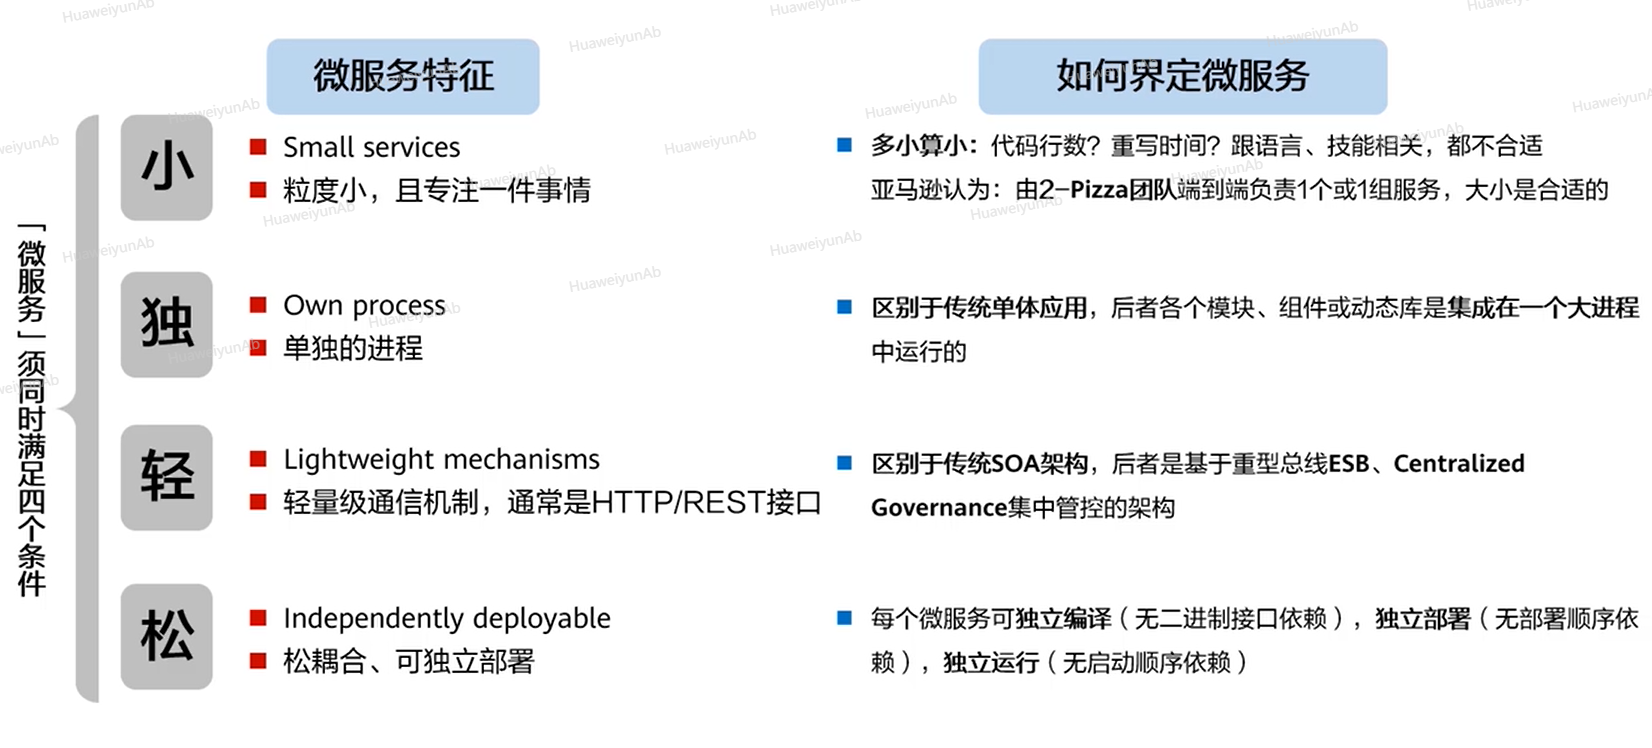 微服务特征
如何界定微服务
「微服务」须同时满足四个条件
小
Small services
粒度小，且专注一件事情
多小算小：代码行数？重写时间？跟语言、技能相关，都不合适
亚马逊认为：由2-Pizza团队端到端负责1个或1组服务，大小是合适的
独
Own process
单独的进程
区别于传统单体应用，后者各个模块、组件或动态库是集成在一个大进程
中运行的
轻
Lightweight mechanisms
轻量级通信机制，通常是HTTP/REST接口
区别于传统SOA架构，后者是基于重型总线ESB、Centralized
Governance集中管控的架构
松
Independently deployable
松耦合、可独立部署
每个微服务可独立编译（无二进制接口依赖），独立部署（无部署顺序依
赖），独立运行（无启动顺序依赖）
HuaweiyunAb